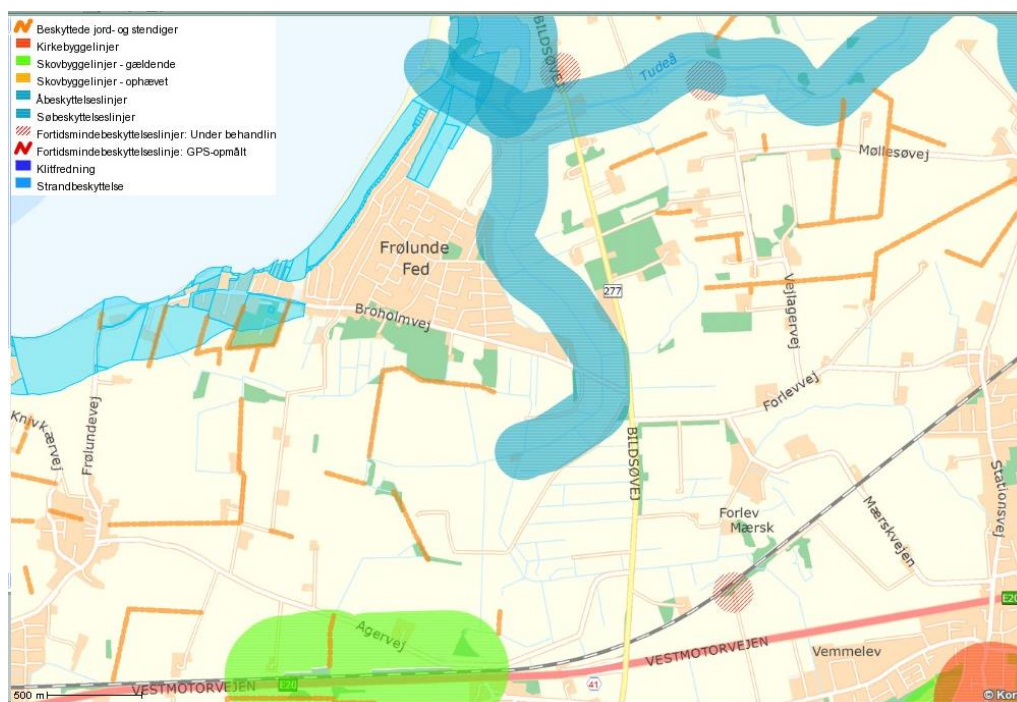 Beskyttede jord- og stendiger
Kirkebyggelinjer
Skovbyggelinjer - gældende
Skovbyggelinjer - ophævet
Åbeskyttelseslinjer
Søbeskyttelseslinjer
Fortidsmindebeskyttelseslinjer: Under behandlin
Fortidsmindebeskyttelseslinje: GPS-opmålt
Klitfredning
Strandbeskyttelse
BILDSØVEJ
Tudeå
Møllesøvej
Frølunde
Fed
277
Broholmvej
Vejlagervej
Forlevvej
Knivkærvej
Frølundevej
BILDSØVEJ
Stationsvej
Forlev
Mærsk
Mærskvejen
E20
Agervej
VESTMOTORVEJEN
Vemmelev
41
E20
VESTMOTORVEJEN
500 m
© Kor